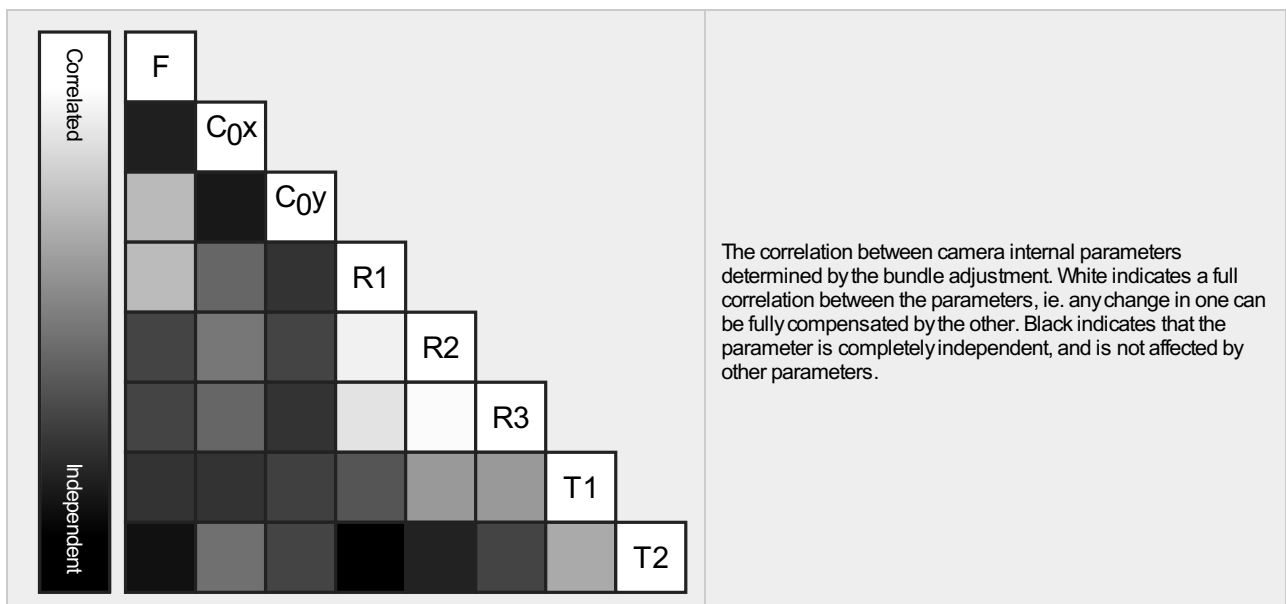 Correlated
Independent
F
C0x
C0y
R1
R2
R3
T1
T2
The correlation between camera internal parameters
determined by the bundle adjustment. White indicates a full
correlation between the parameters, ie. any change in one can
be fully compensated by the other. Black indicates that the
parameter is completely independent, and is not affected by
other parameters.